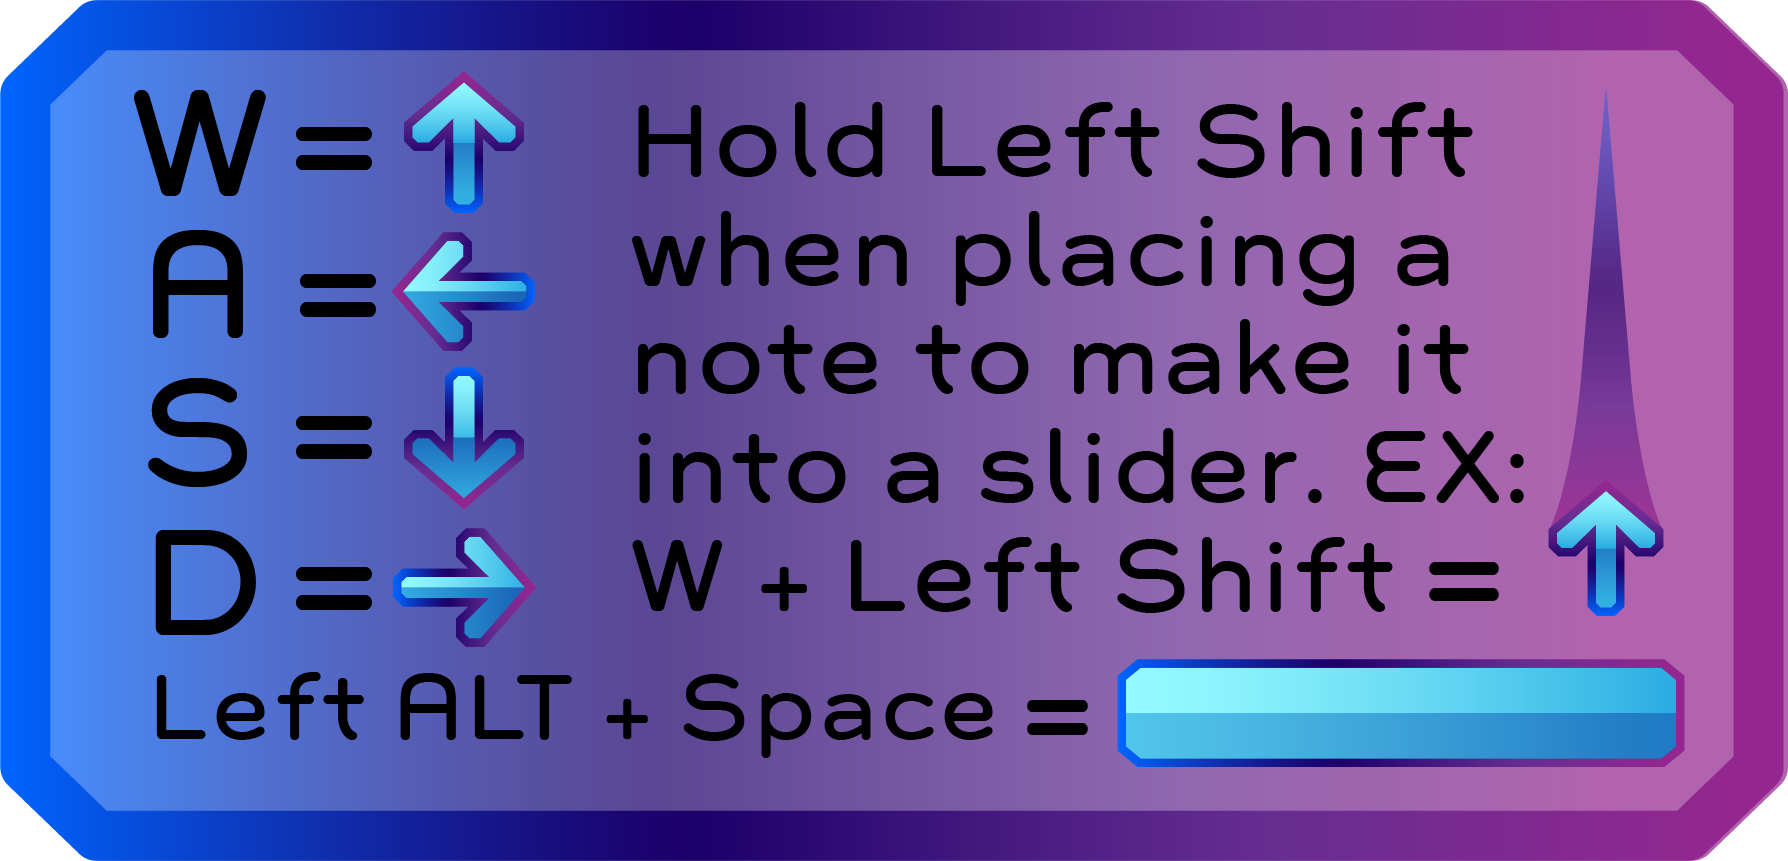 W =
A =
S =
D =
Hold Left Shift
when placing a
note to make it
into a slider. EX:
W + Left Shift =
Left ALT + Space =